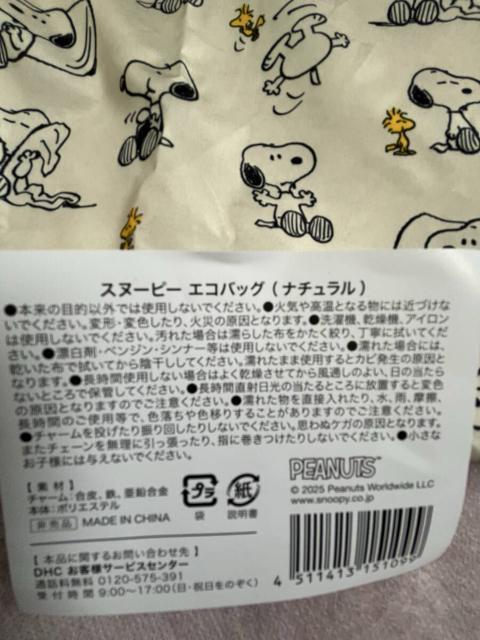 スヌーピー エコバッグ(ナチュラル)
●本来の目的以外では使用しないでください。●火気や高温となる物には近づけな
いでください。変形・変色したり、火災の原因となります。●洗濯機、乾燥機、アイロン
は使用しないでください。汚れた場合は濡らした布をかたく絞り、丁寧に拭いてくだ
さい。●漂白剤・ベンジン・シンナー等は使用しないでください。●濡れた場合には、
乾いた布で拭いてから陰干ししてください。濡れたまま使用するとカビ発生の原因と
なります。●長時間使用しない場合はよく乾燥させてから風通しのよい、日の当たら
ないところで保管してください。●長時間直射日光の当たるところに放置すると変色
の原因となりますのでご注意ください。●濡れた物を直接入れたり、水、雨、摩擦、
長時間のご使用等で、色落ちや色移りすることがありますのでご注意ください。
●チャームを投げたり振り回したりしないでください。思わぬケガの原因となります。
またチェーンを無理に引っ張ったり、指に巻きつけたりしないでください。●小さな
お子様には与えないでください。
【素材】
チャーム:合皮、鉄、亜鉛合金
本体:ポリエステル
非売品 MADE IN CHINA
プラ
袋
紙
説明書
PEANUTS
© 2025 Peanuts Worldwide LLC
www.snoopy.co.jp
【本品に関するお問い合わせ先】
DHC お客様サービスセンター
通話料無料 0120-575-391
受付時間 9:00〜17:00(日・祝日をのぞく)
4 511413 151099